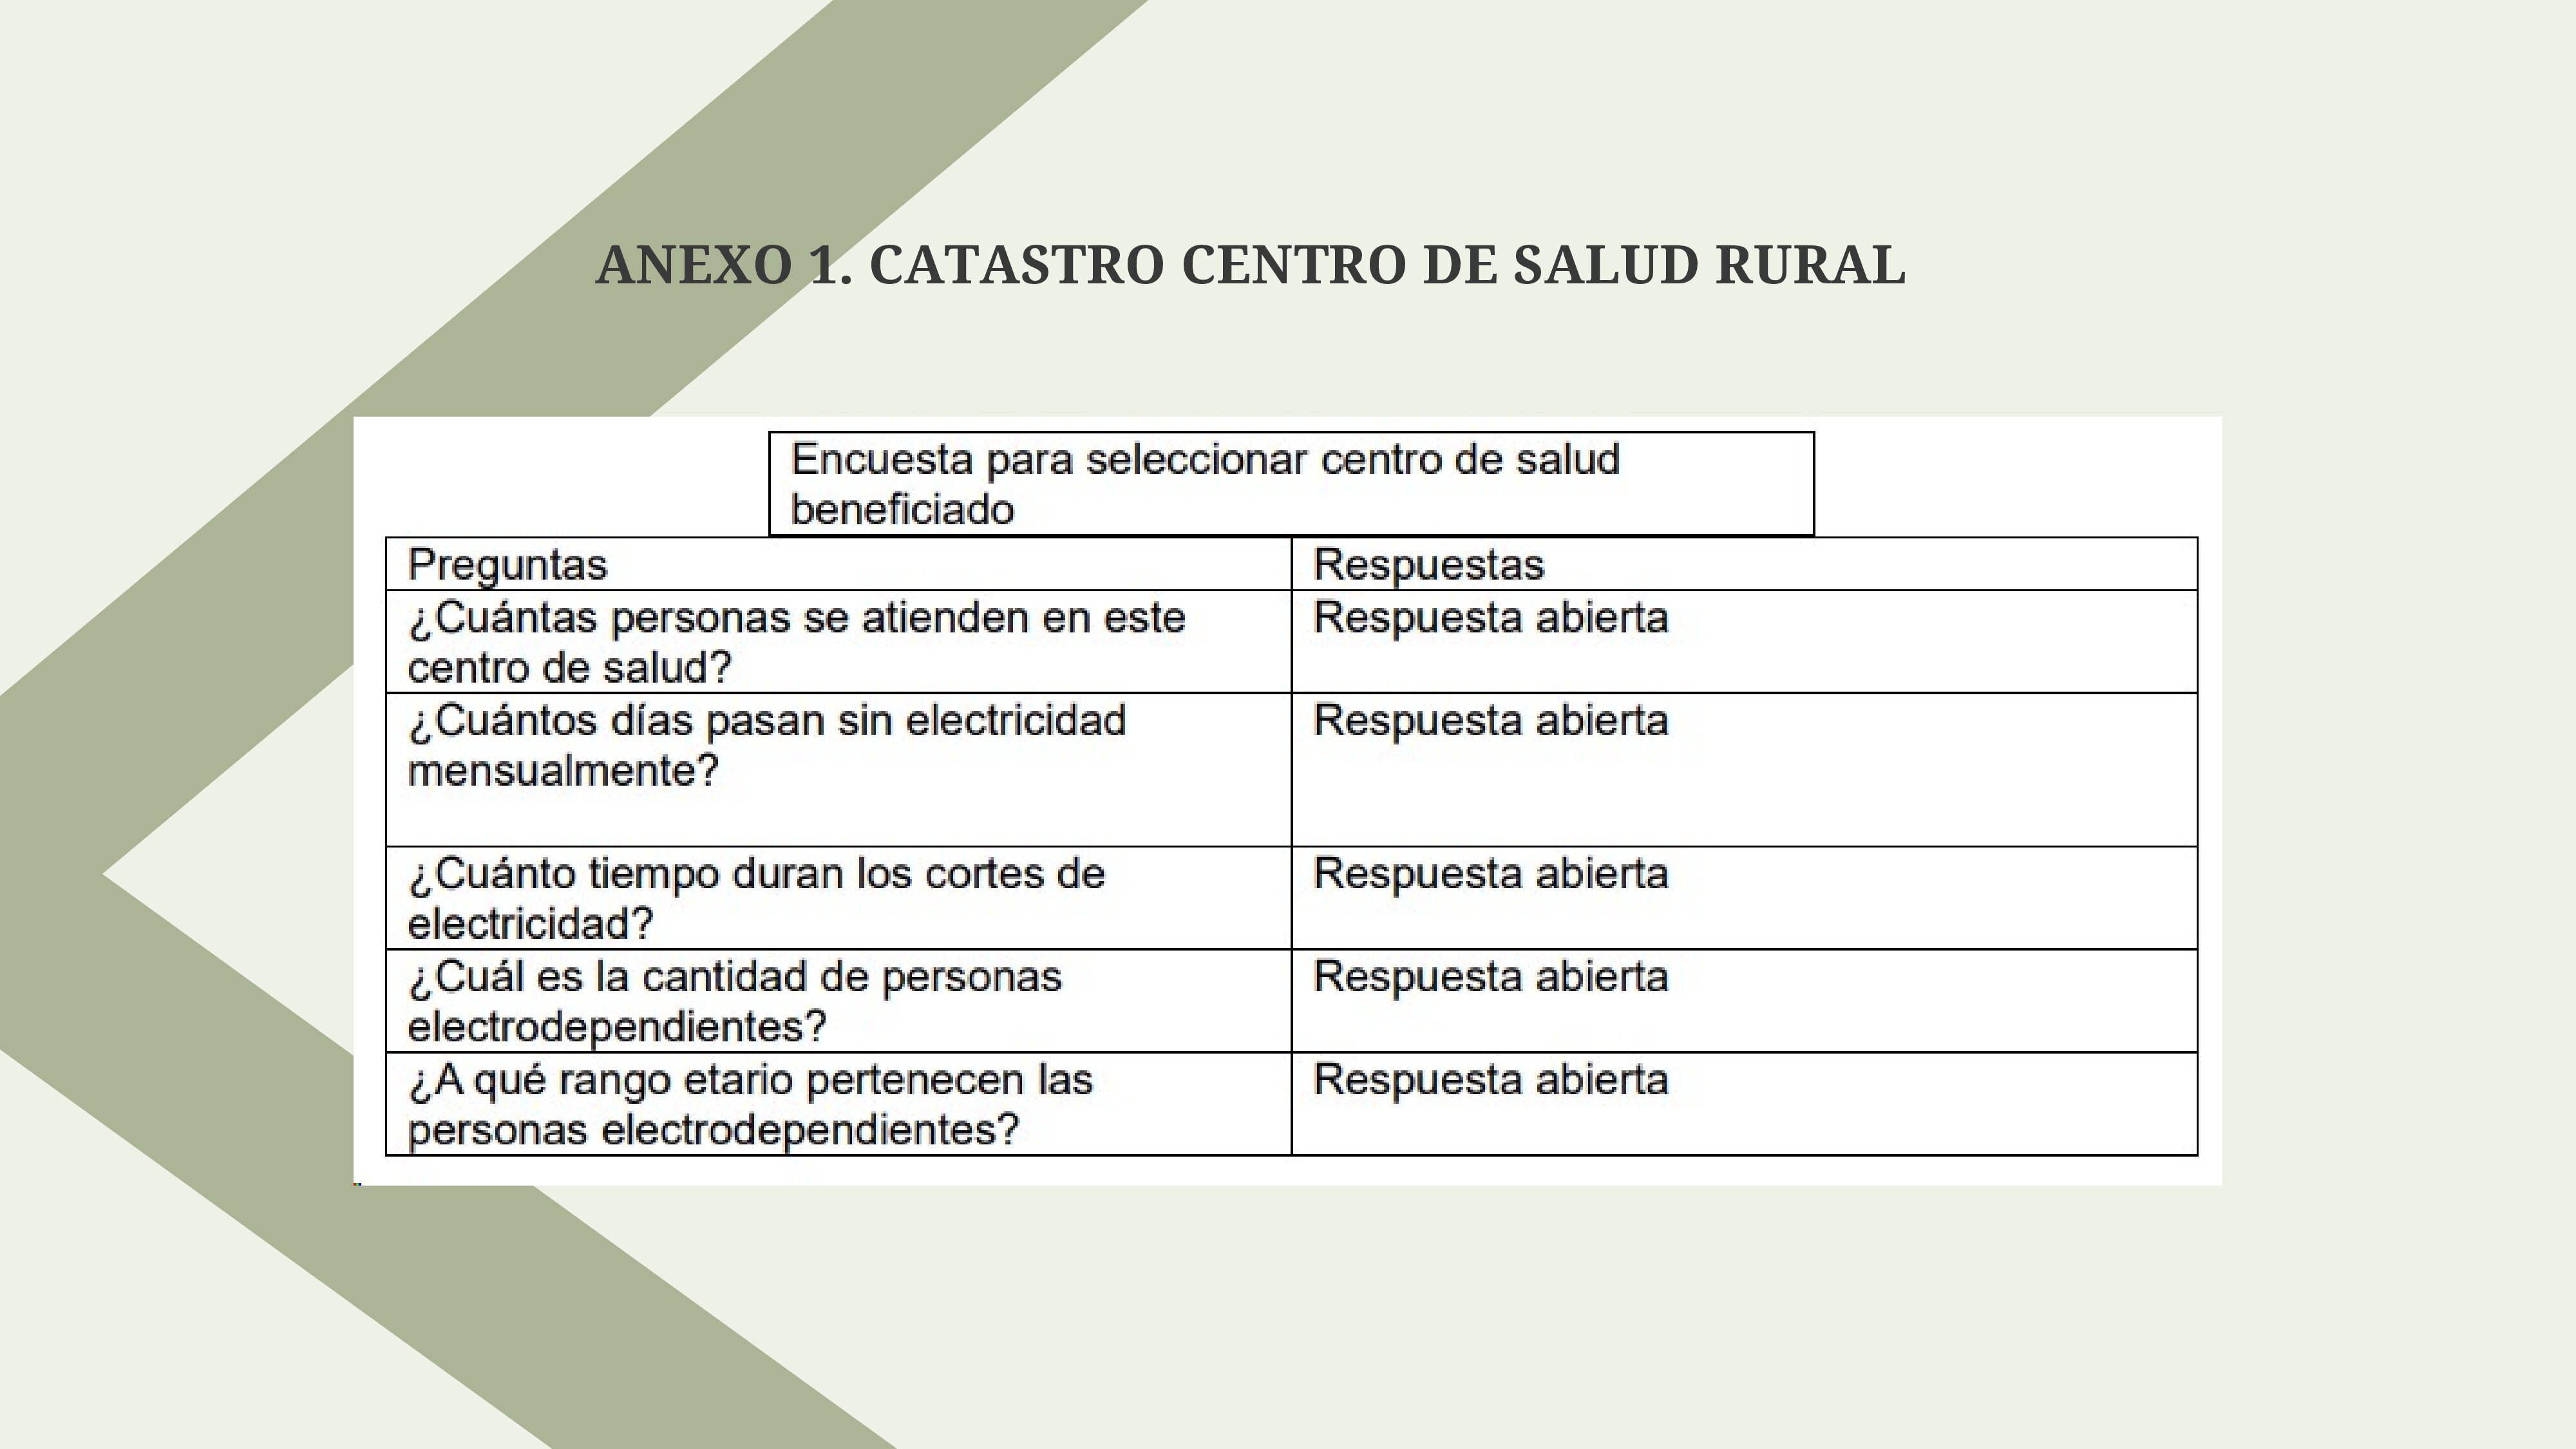 ANEXO 1. CATASTRO CENTRO DE SALUD RURAL
Encuesta para seleccionar centro de salud
beneficiado
Preguntas
Respuestas
¿Cuántas personas se atienden en este
centro de salud?
Respuesta abierta
¿Cuántos días pasan sin electricidad
mensualmente?
Respuesta abierta
¿Cuánto tiempo duran los cortes de
electricidad?
Respuesta abierta
¿Cuál es la cantidad de personas
electrodependientes?
Respuesta abierta
¿A qué rango etario pertenecen las
personas electrodependientes?
Respuesta abierta